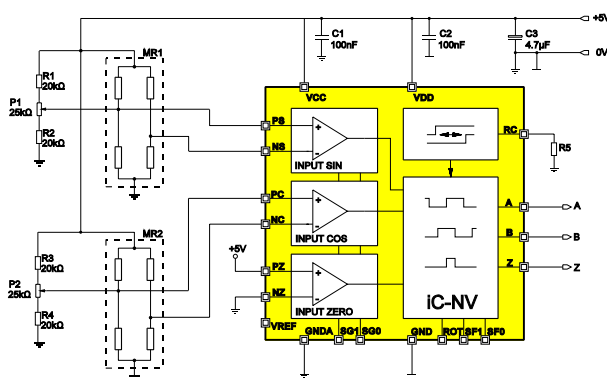 +5V
C1
100nF
C2
100nF
C3
4.7µF
0V
MR1
R1
20kΩ
P1
25kΩ
R2
20kΩ
VCC
VDD
PS
NS
INPUT SIN
RC
R5
PC
NC
INPUT COS
A
A
B
B
Z
Z
MR2
R3
20kΩ
P2
25kΩ
R4
20kΩ
+5V
PZ
NZ
INPUT ZERO
iC-NV
VREF
GNDA
SG1
SG0
GND
ROT
SF1
SF0